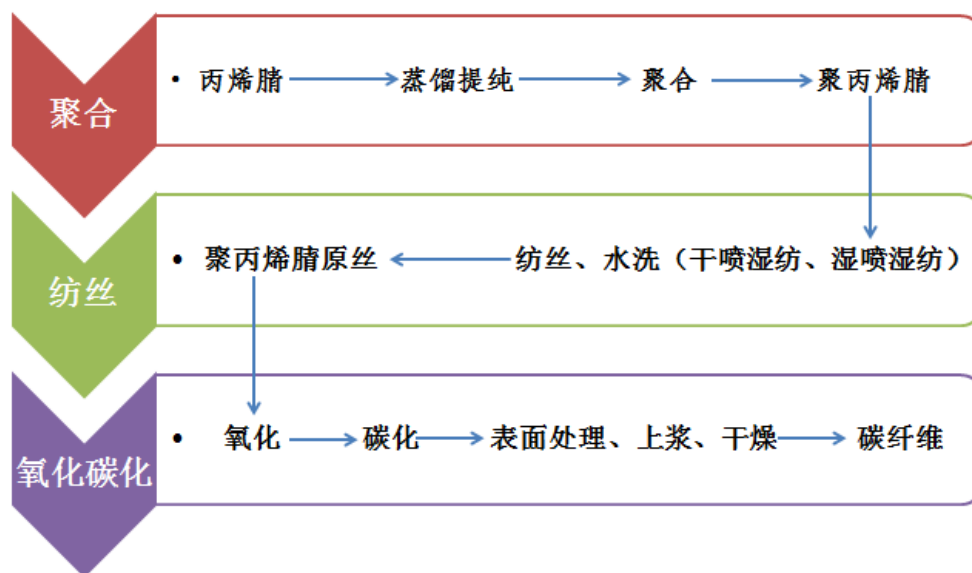 聚合
• 丙烯腈 蒸馏提纯 聚合 聚丙烯腈
纺丝
• 聚丙烯腈原丝 纺丝、水洗（干喷湿纺、湿喷湿纺）
氧化碳化
• 氧化 碳化 表面处理、上浆、干燥 碳纤维